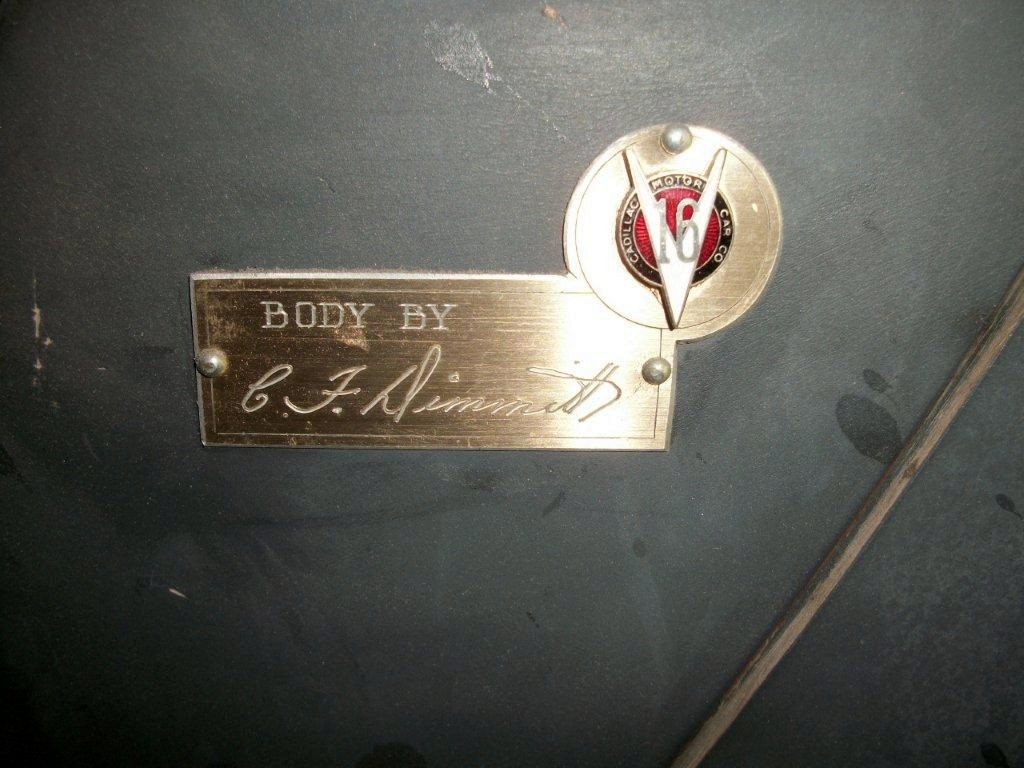 CADILLAC MOTOR CAR CO
V 16
BODY BY
C. F. Dimmitt